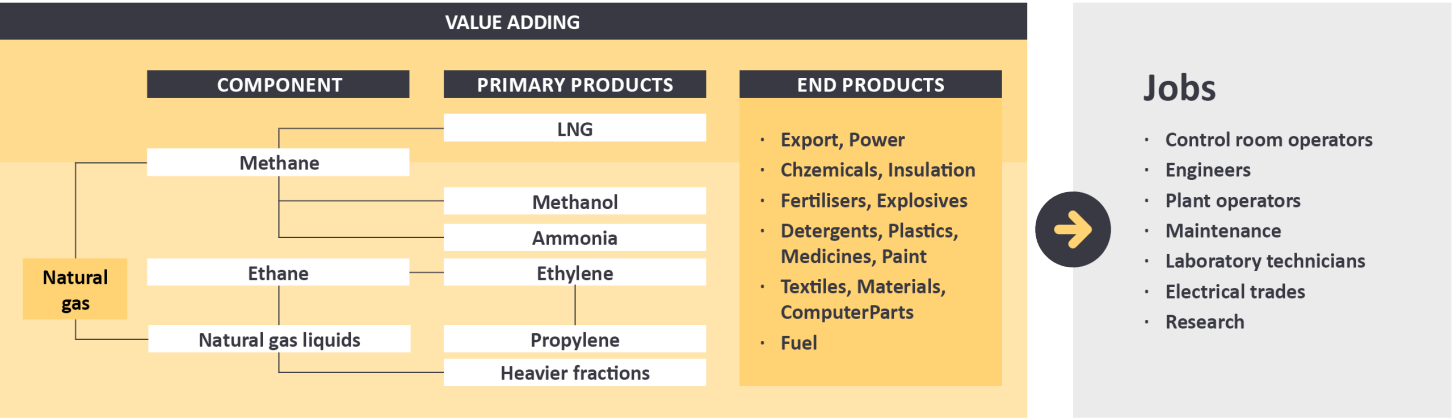 VALUE ADDING
COMPONENT
PRIMARY PRODUCTS
END PRODUCTS
LNG
Methane
Methanol
Ammonia
Natural
gas
Ethane
Ethylene
Natural gas liquids
Propylene
Heavier fractions
· Export, Power
· Chzemicals, Insulation
· Fertilisers, Explosives
· Detergents, Plastics,
Medicines, Paint
· Textiles, Materials,
ComputerParts
· Fuel
Jobs
· Control room operators
· Engineers
· Plant operators
· Maintenance
· Laboratory technicians
· Electrical trades
· Research